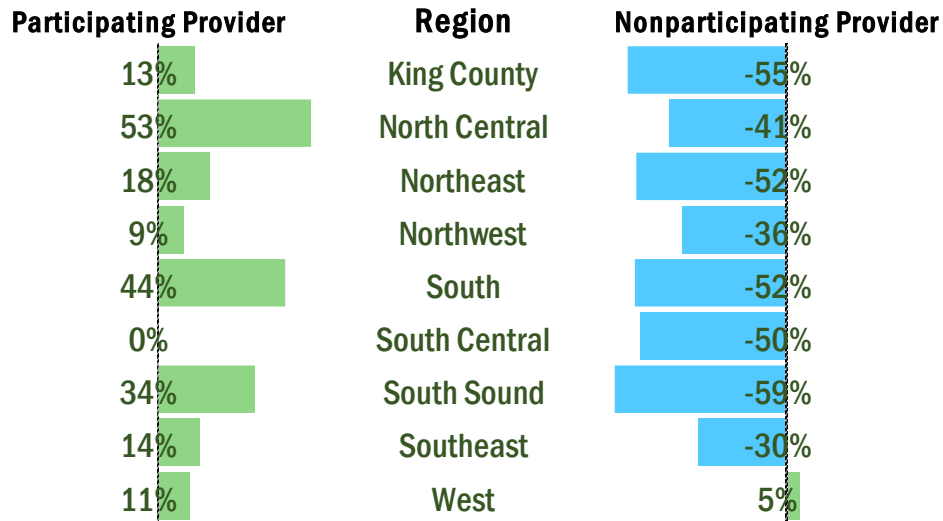 Participating Provider Region Nonparticipating Provider
13% King County -55%
53% North Central -41%
18% Northeast -52%
9% Northwest -36%
44% South -52%
0% South Central -50%
34% South Sound -59%
14% Southeast -30%
11% West 5%